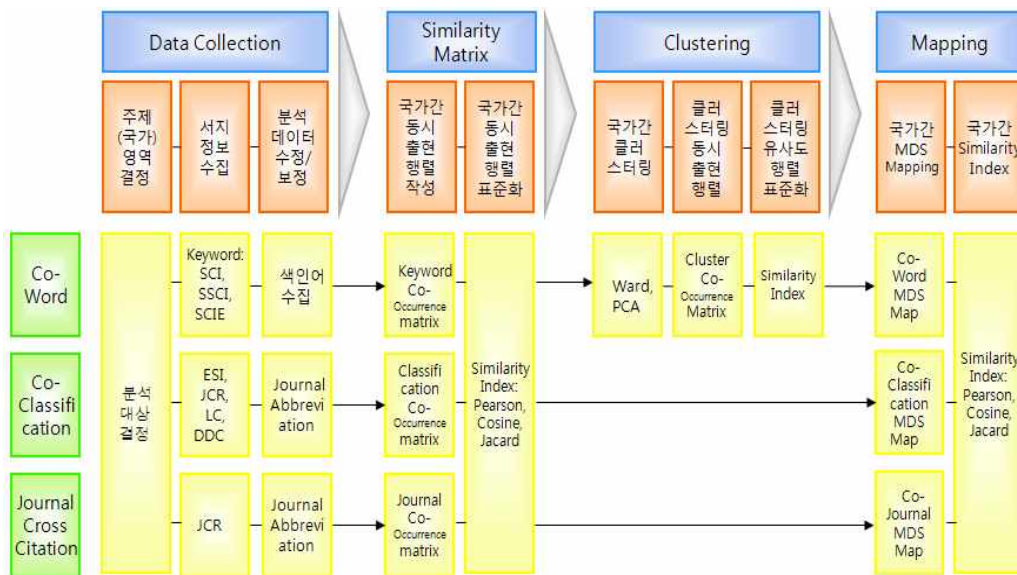 Data Collection
Similarity
Matrix
Clustering
Mapping
주제
(국가)
영역
결정
서지
정보
수집
분석
데이터
수정/
보정
국가간
동시
출현
행렬
작성
국가간
동시
출현
행렬
표준화
국가간
클러
스터링
클러
스터링
동시
출현
행렬
클러
스터링
유사도
행렬
표준화
국가간
MDS
Mapping
국가간
Similarity
Index
Co-
Word
분석
대상
결정
Keyword:
SCI,
SSCI,
SCIE
색인어
수집
Keyword
Co-
Occurrence
matrix
Similarity
Index:
Pearson,
Cosine,
Jacard
Ward,
PCA
Cluster
Co-
Occurrence
Matrix
Similarity
Index
Co-
Word
MDS
Map
Similarity
Index:
Pearson,
Cosine,
Jacard
Co-
Classifi
cation
ESI,
JCR,
LC,
DDC
Journal
Abbrevi
ation
Classifi
cation
Co-
Occurrence
matrix
Co-
Classifi
cation
MDS
Map
Journal
Cross
Citation
JCR
Journal
Abbrevi
ation
Journal
Co-
Occurrence
matrix
Co-
Journal
MDS
Map